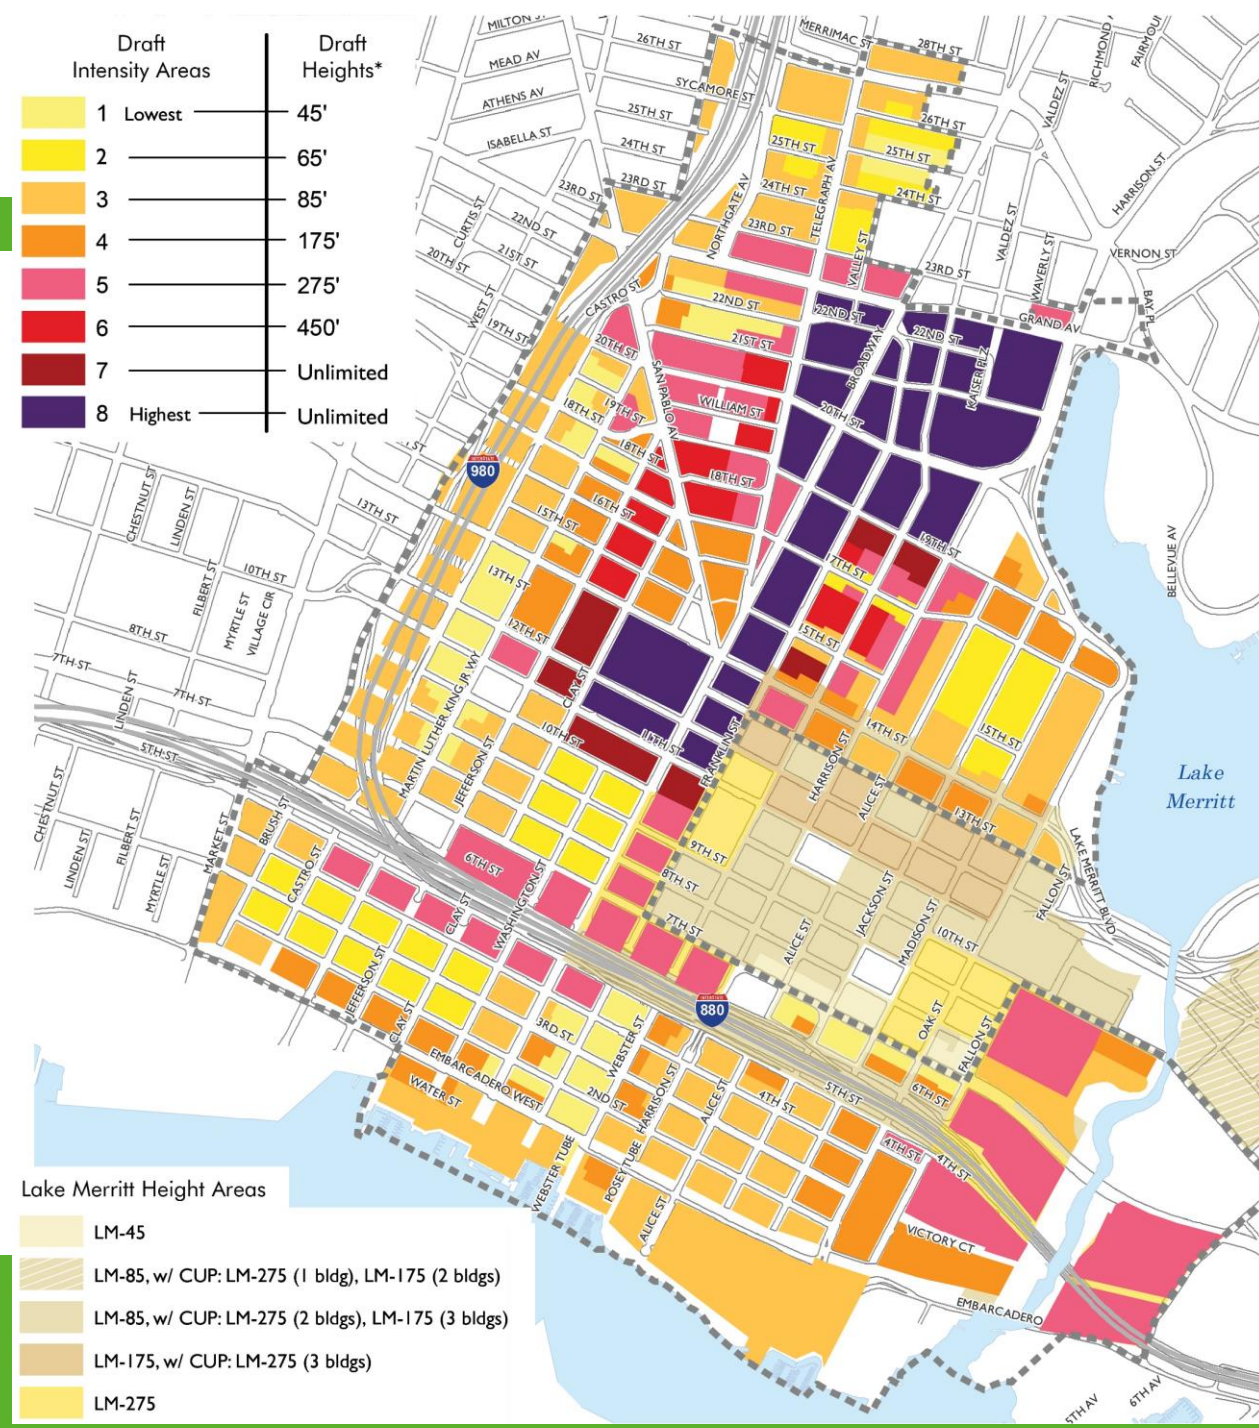 Draft
Intensity Areas
Draft
Heights*
1 Lowest 45'
2 65'
3 85'
4 175'
5 275'
6 450'
7 Unlimited
8 Highest Unlimited
MILTON ST
MERRIMAC ST
28TH ST
26TH ST
MEAD AV
SYCAMORE ST
ATHENS AV
25TH ST
ISABELLA ST
24TH ST
23RD ST
23RD ST
VALDEZ ST
HARRISON ST
26TH ST
25TH ST
25TH ST
24TH ST
24TH ST
TELEGRAPH AV
NORTHGATE AV
23RD ST
VALLEY ST
23RD ST
VALDEZ ST
WAVERLY ST
VERNON ST
BAY PL
GRAND AV
CURTIS ST
22ND ST
21ST ST
20TH ST
WEST ST
19TH ST
CASTRO ST
22ND ST
21ST ST
22ND ST
22ND ST
BROADWAY
KAISER PLZ
20TH ST
20TH ST
SAN PABLO AV
19TH ST
18TH ST
WILLIAM ST
18TH ST
18TH ST
980
16TH ST
15TH ST
19TH ST
17TH ST
BELLEVUE AV
CHESTNUT ST
LINDEN ST
13TH ST
FILBERT ST
10TH ST
MYRTLE ST
VILLAGE CIR
13TH ST
12TH ST
15TH ST
8TH ST
7TH ST
7TH ST
LINDEN ST
5TH ST
MARTIN LUTHER KING JR WY
CLAY ST
10TH ST
11TH ST
FRANKLIN ST
JEFFERSON ST
14TH ST
15TH ST
HARRISON ST
ALICE ST
13TH ST
Lake
Merritt
CHESTNUT ST
LINDEN ST
FILBERT ST
MYRTLE ST
MARKET ST
BRUSH ST
CASTRO ST
6TH ST
CLAY ST
WASHINGTON ST
9TH ST
8TH ST
7TH ST
LAKE MERRITT BLVD
FALLON ST
JACKSON ST
MADISON ST
10TH ST
ALICE ST
JEFFERSON ST
CLAY ST
880
OAK ST
FALLON ST
3RD ST
WEBSTER ST
EMBARCADERO WEST
WATER ST
2ND ST
HARRISON ST
ALICE ST
4TH ST
5TH ST
6TH ST
4TH ST
4TH ST
WEBSTER TUBE
POSEY TUBE
ALICE ST
VICTORY CT
EMBARCADERO
5TH AV
6TH AV
Lake Merritt Height Areas
LM-45
LM-85, w/ CUP: LM-275 (1 bldg), LM-175 (2 bldgs)
LM-85, w/ CUP: LM-275 (2 bldgs), LM-175 (3 bldgs)
LM-175, w/ CUP: LM-275 (3 bldgs)
LM-275